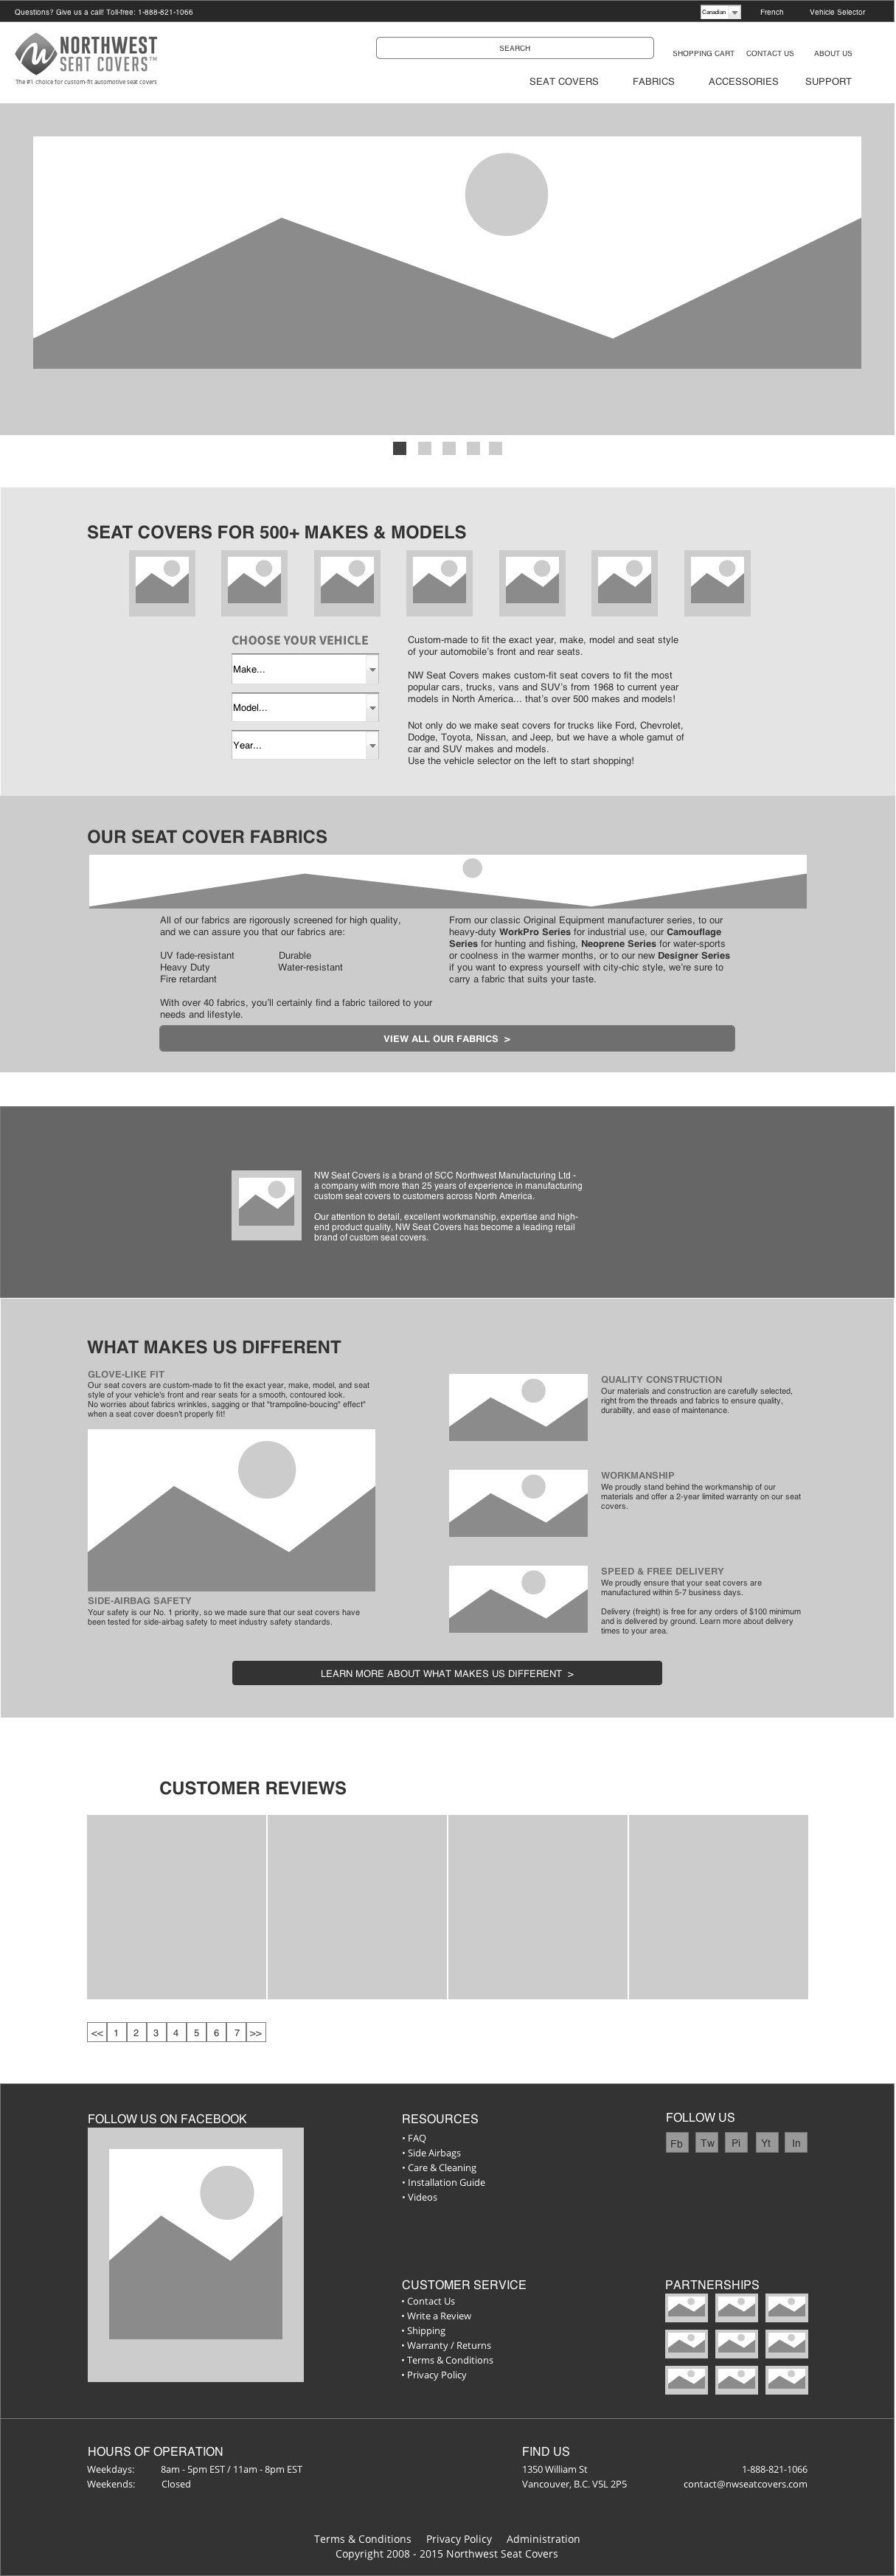 Questions? Give us a call! Toll-free: 1-888-821-1066
Canadian
French
Vehicle Selector
NORTHWEST
SEAT COVERS™
The #1 choice for custom-fit automotive seat covers
SEARCH
SHOPPING CART
CONTACT US
ABOUT US
SEAT COVERS
FABRICS
ACCESSORIES
SUPPORT
SEAT COVERS FOR 500+ MAKES & MODELS
CHOOSE YOUR VEHICLE
Make...
Model...
Year...
Custom-made to fit the exact year, make, model and seat style
of your automobile's front and rear seats.
NW Seat Covers makes custom-fit seat covers to fit the most
popular cars, trucks, vans and SUV's from 1968 to current year
models in North America... that's over 500 makes and models!
Not only do we make seat covers for trucks like Ford, Chevrolet,
Dodge, Toyota, Nissan, and Jeep, but we have a whole gamut of
car and SUV makes and models.
Use the vehicle selector on the left to start shopping!
OUR SEAT COVER FABRICS
All of our fabrics are rigorously screened for high quality,
and we can assure you that our fabrics are:
UV fade-resistant Durable
Heavy Duty Water-resistant
Fire retardant
With over 40 fabrics, you'll certainly find a fabric tailored to your
needs and lifestyle.
From our classic Original Equipment manufacturer series, to our
heavy-duty WorkPro Series for industrial use, our Camouflage
Series for hunting and fishing, Neoprene Series for water-sports
or coolness in the warmer months, or to our new Designer Series
if you want to express yourself with city-chic style, we're sure to
carry a fabric that suits your taste.
VIEW ALL OUR FABRICS >
NW Seat Covers is a brand of SCC Northwest Manufacturing Ltd -
a company with more than 25 years of experience in manufacturing
custom seat covers to customers across North America.
Our attention to detail, excellent workmanship, expertise and high-
end product quality, NW Seat Covers has become a leading retail
brand of custom seat covers.
WHAT MAKES US DIFFERENT
GLOVE-LIKE FIT
Our seat covers are custom-made to fit the exact year, make, model, and seat
style of your vehicle's front and rear seats for a smooth, contoured look.
No worries about fabrics wrinkles, sagging or that "trampoline-boucing" effect"
when a seat cover doesn't properly fit!
SIDE-AIRBAG SAFETY
Your safety is our No. 1 priority, so we made sure that our seat covers have
been tested for side-airbag safety to meet industry safety standards.
QUALITY CONSTRUCTION
Our materials and construction are carefully selected,
right from the threads and fabrics to ensure quality,
durability, and ease of maintenance.
WORKMANSHIP
We proudly stand behind the workmanship of our
materials and offer a 2-year limited warranty on our seat
covers.
SPEED & FREE DELIVERY
We proudly ensure that your seat covers are
manufactured within 5-7 business days.
Delivery (freight) is free for any orders of $100 minimum
and is delivered by ground. Learn more about delivery
times to your area.
LEARN MORE ABOUT WHAT MAKES US DIFFERENT >
CUSTOMER REVIEWS
<< 1 2 3 4 5 6 7 >>
FOLLOW US ON FACEBOOK
RESOURCES
• FAQ
• Side Airbags
• Care & Cleaning
• Installation Guide
• Videos
FOLLOW US
Fb Tw Pi Yt In
CUSTOMER SERVICE
• Contact Us
• Write a Review
• Shipping
• Warranty / Returns
• Terms & Conditions
• Privacy Policy
PARTNERSHIPS
HOURS OF OPERATION
Weekdays: 8am - 5pm EST / 11am - 8pm EST
Weekends: Closed
FIND US
1350 William St
Vancouver, B.C. V5L 2P5
1-888-821-1066
contact@nwseatcovers.com
Terms & Conditions Privacy Policy Administration
Copyright 2008 - 2015 Northwest Seat Covers